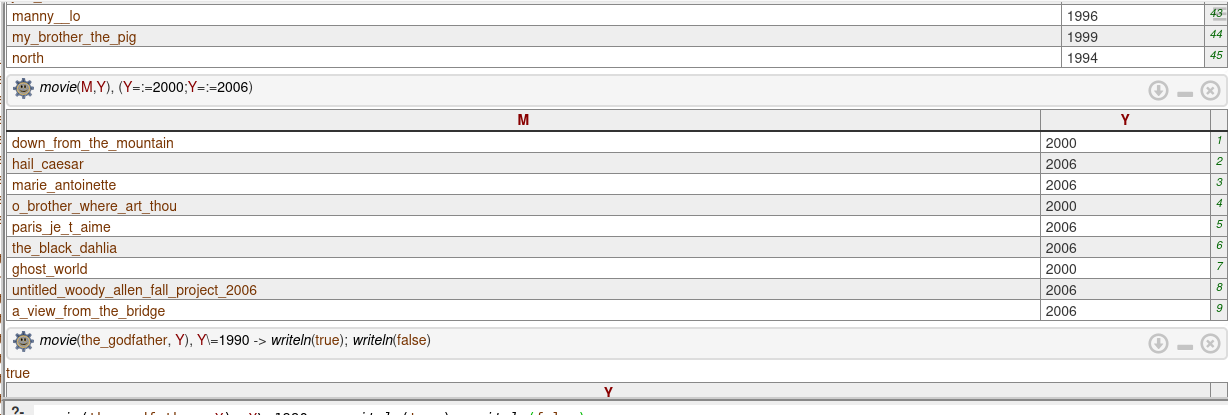 manny__lo 1996 43
my_brother_the_pig 1999 44
north 1994 45
movie(M,Y), (Y=:=2000;Y=:=2006)
M Y
down_from_the_mountain 2000 1
hail_caesar 2006 2
marie_antoinette 2006 3
o_brother_where_art_thou 2000 4
paris_je_t_aime 2006 5
the_black_dahlia 2006 6
ghost_world 2000 7
untitled_woody_allen_fall_project_2006 2006 8
a_view_from_the_bridge 2006 9
movie(the_godfather, Y), Y\=1990 -> writeln(true); writeln(false)
true
Y
?-